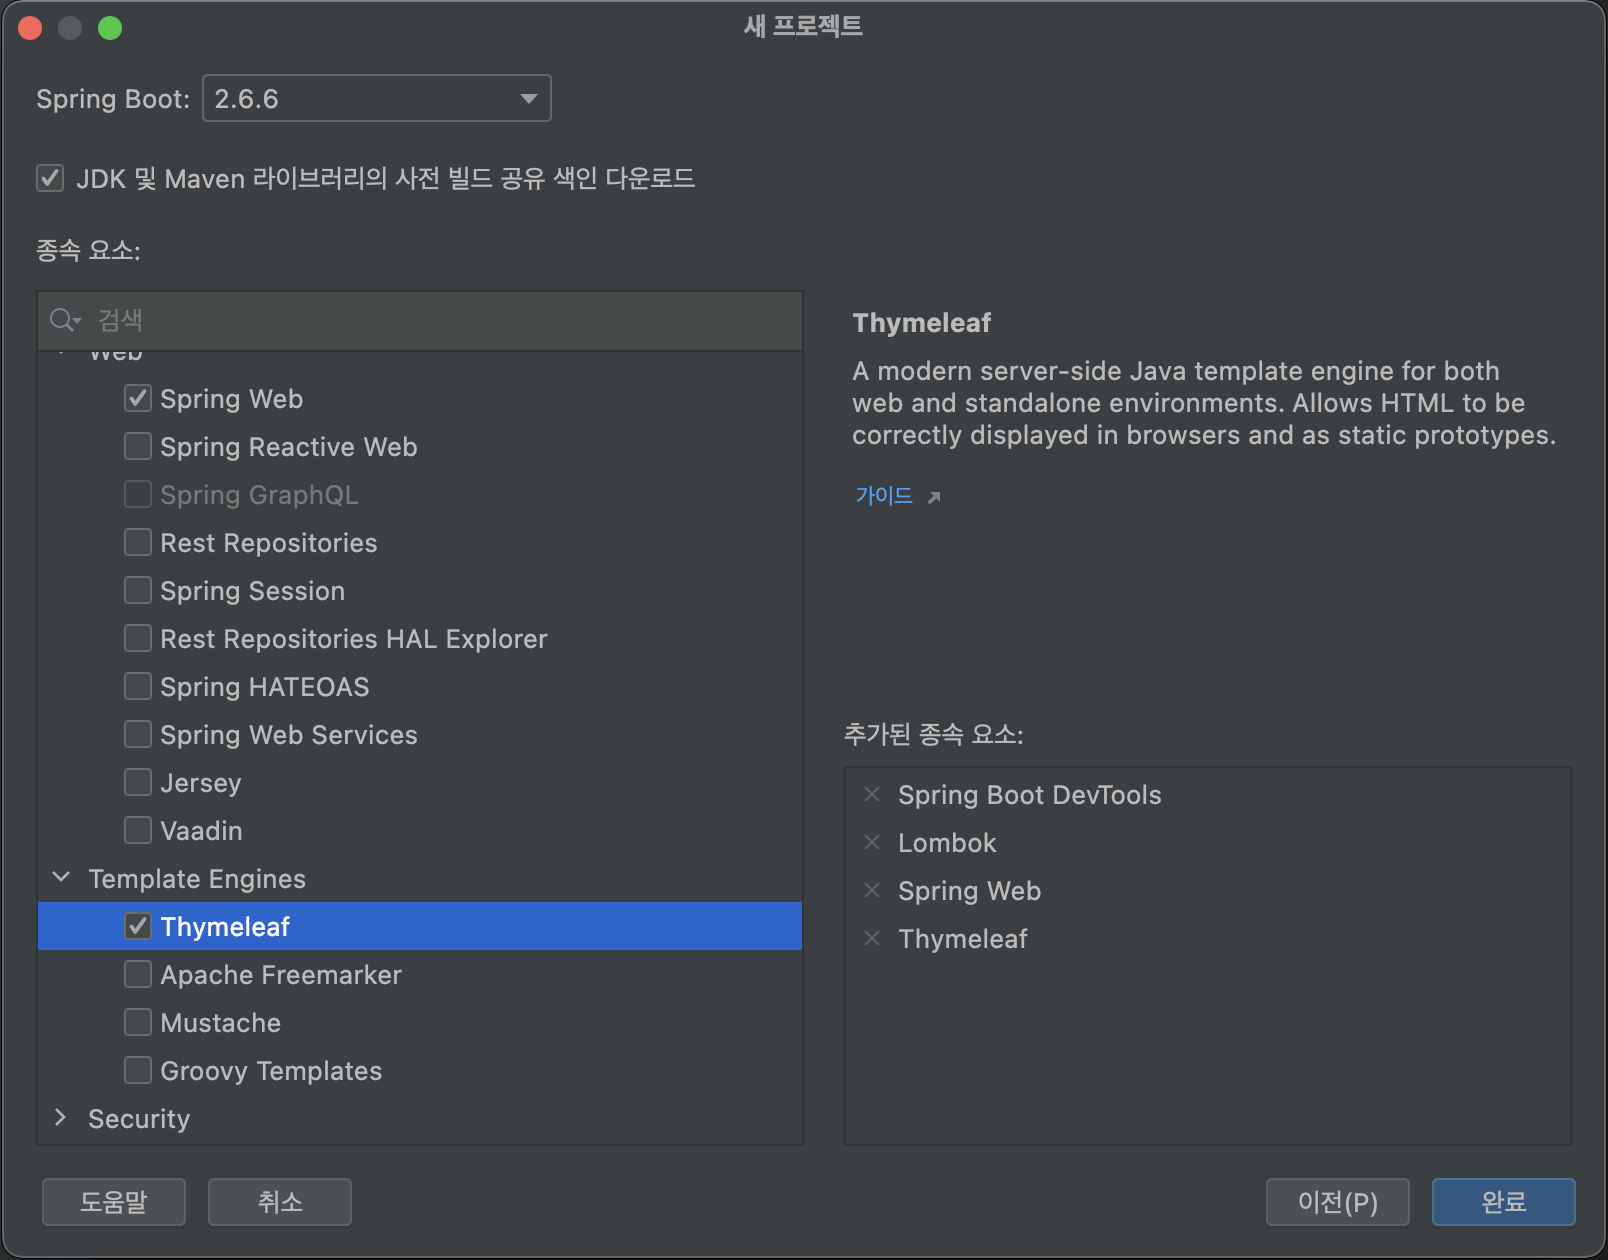 새 프로젝트
Spring Boot: 2.6.6
JDK 및 Maven 라이브러리의 사전 빌드 공유 색인 다운로드
종속 요소:
검색
Web
Spring Web
Spring Reactive Web
Spring GraphQL
Rest Repositories
Spring Session
Rest Repositories HAL Explorer
Spring HATEOAS
Spring Web Services
Jersey
Vaadin
Template Engines
Thymeleaf
Apache Freemarker
Mustache
Groovy Templates
Security
Thymeleaf
A modern server-side Java template engine for both
web and standalone environments. Allows HTML to be
correctly displayed in browsers and as static prototypes.
가이드
추가된 종속 요소:
Spring Boot DevTools
Lombok
Spring Web
Thymeleaf
도움말
취소
이전(P)
완료